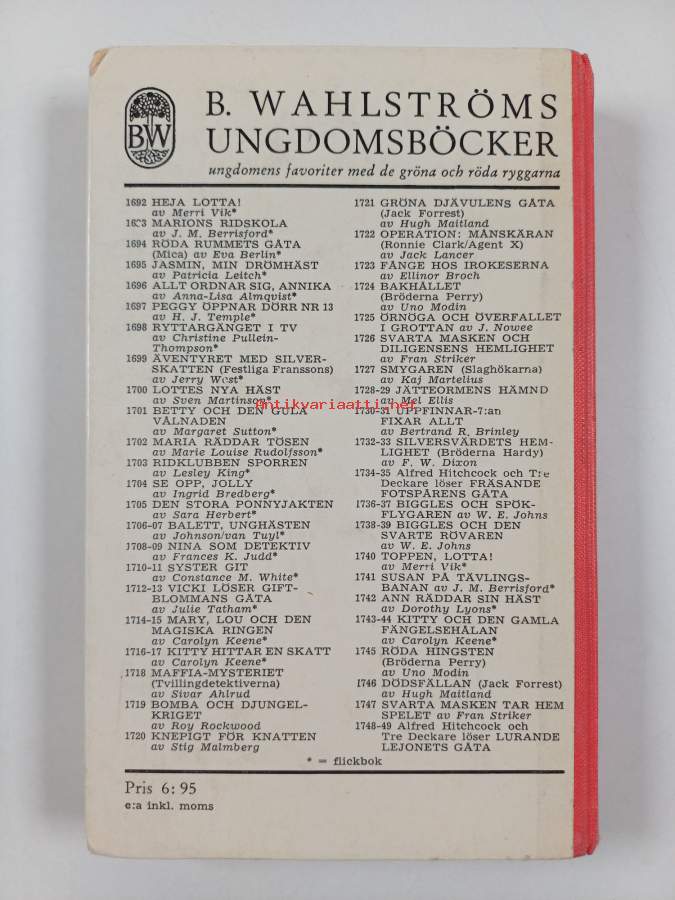 BW
B. WAHLSTRÖMS
UNGDOMSBÖCKER
ungdomens favoriter med de gröna och röda ryggarna
1692 HEJA LOTTA!
av Merri Vik*
1693 MARIONS RIDSKOLA
av J. M. Berrisford*
1694 RÖDA RUMMETS GÅTA
(Mica) av Eva Berlin*
1695 JASMIN, MIN DRÖMHÄST
av Patricia Leitch*
1696 ALLT ORDNAR SIG, ANNIKA
av Anna-Lisa Almqvist*
1697 PEGGY ÖPPNAR DÖRR NR 13
av H. J. Temple*
1698 RYTTARGÄNGET I TV
av Christine Pullein-
Thompson*
1699 ÄVENTYRET MED SILVER-
SKATTEN (Festliga Franssons)
av Jerry West*
1700 LOTTES NYA HÄST
av Sven Martinson*
1701 BETTY OCH DEN GULA
VÅLNADEN
av Margaret Sutton*
1702 MARIA RÄDDAR TÖSEN
av Marie Louise Rudolfsson*
1703 RIDKLUBBEN SPORREN
av Lesley King*
1704 SE OPP, JOLLY
av Ingrid Bredberg*
1705 DEN STORA PONNYJAKTEN
av Sara Herbert*
1706-07 BALETT, UNGHÄSTEN
av Johnson/van Tuyl*
1708-09 NINA SOM DETEKTIV
av Frances K. Judd*
1710-11 SYSTER GIT
av Constance M. White*
1712-13 VICKI LÖSER GIFT-
BLOMMANS GÅTA
av Julie Tatham*
1714-15 MARY, LOU OCH DEN
MAGISKA RINGEN
av Carolyn Keene*
1716-17 KITTY HITTAR EN SKATT
av Carolyn Keene*
1718 MAFFIA-MYSTERIET
(Tvillingdetektiverna)
av Sivar Ahlrud
1719 BOMBA OCH DJUNGEL-
KRIGET
av Roy Rockwood
1720 KNEPIGT FÖR KNATTEN
av Stig Malmberg
1721 GRÖNA DJÄVULENS GÅTA
(Jack Forrest)
av Hugh Maitland
1722 OPERATION: MÅNSKÄRAN
(Ronnie Clark/Agent X)
av Jack Lancer
1723 FÅNGE HOS IROKESERNA
av Ellinor Broch
1724 BAKHÅLLET
(Bröderna Perry)
av Uno Modin
1725 ÖRNÖGA OCH ÖVERFALLET
I GROTTAN av J. Nowee
1726 SVARTA MASKEN OCH
DILIGENSENS HEMLIGHET
av Fran Striker
1727 SMYGAREN (Slaghökarna)
av Kaj Martelius
1728-29 JÄTTEORMENS HÄMND
av Mel Ellis
1730-31 UPPFINNAR-7:an
FIXAR ALLT
av Bertrand R. Brinley
1732-33 SILVERSVÄRDETS HEM-
LIGHET (Bröderna Hardy)
av F. W. Dixon
1734-35 Alfred Hitchcock och Tre
Deckare löser FRÄSANDE
FOTSPÅRENS GÅTA
1736-37 BIGGLES OCH SPÖK-
FLYGAREN av W. E. Johns
1738-39 BIGGLES OCH DEN
SVARTE RÖVAREN
av W. E. Johns
1740 TOPPEN, LOTTA!
av Merri Vik*
1741 SUSAN PÅ TÄVLINGS-
BANAN av J. M. Berrisford*
1742 ANN RÄDDAR SIN HÄST
av Dorothy Lyons*
1743-44 KITTY OCH DEN GAMLA
FÄNGELSEHÅLAN
av Carolyn Keene*
1745 RÖDA HINGSTEN
(Bröderna Perry)
av Uno Modin
1746 DÖDSFÄLLAN (Jack Forrest)
av Hugh Maitland
1747 SVARTA MASKEN TAR HEM
SPELET av Fran Striker
1748-49 Alfred Hitchcock och
Tre Deckare löser LURANDE
LEJONETS GÅTA
* = flickbok
Pris 6:95
e:a inkl. moms
antikvariaatti.net